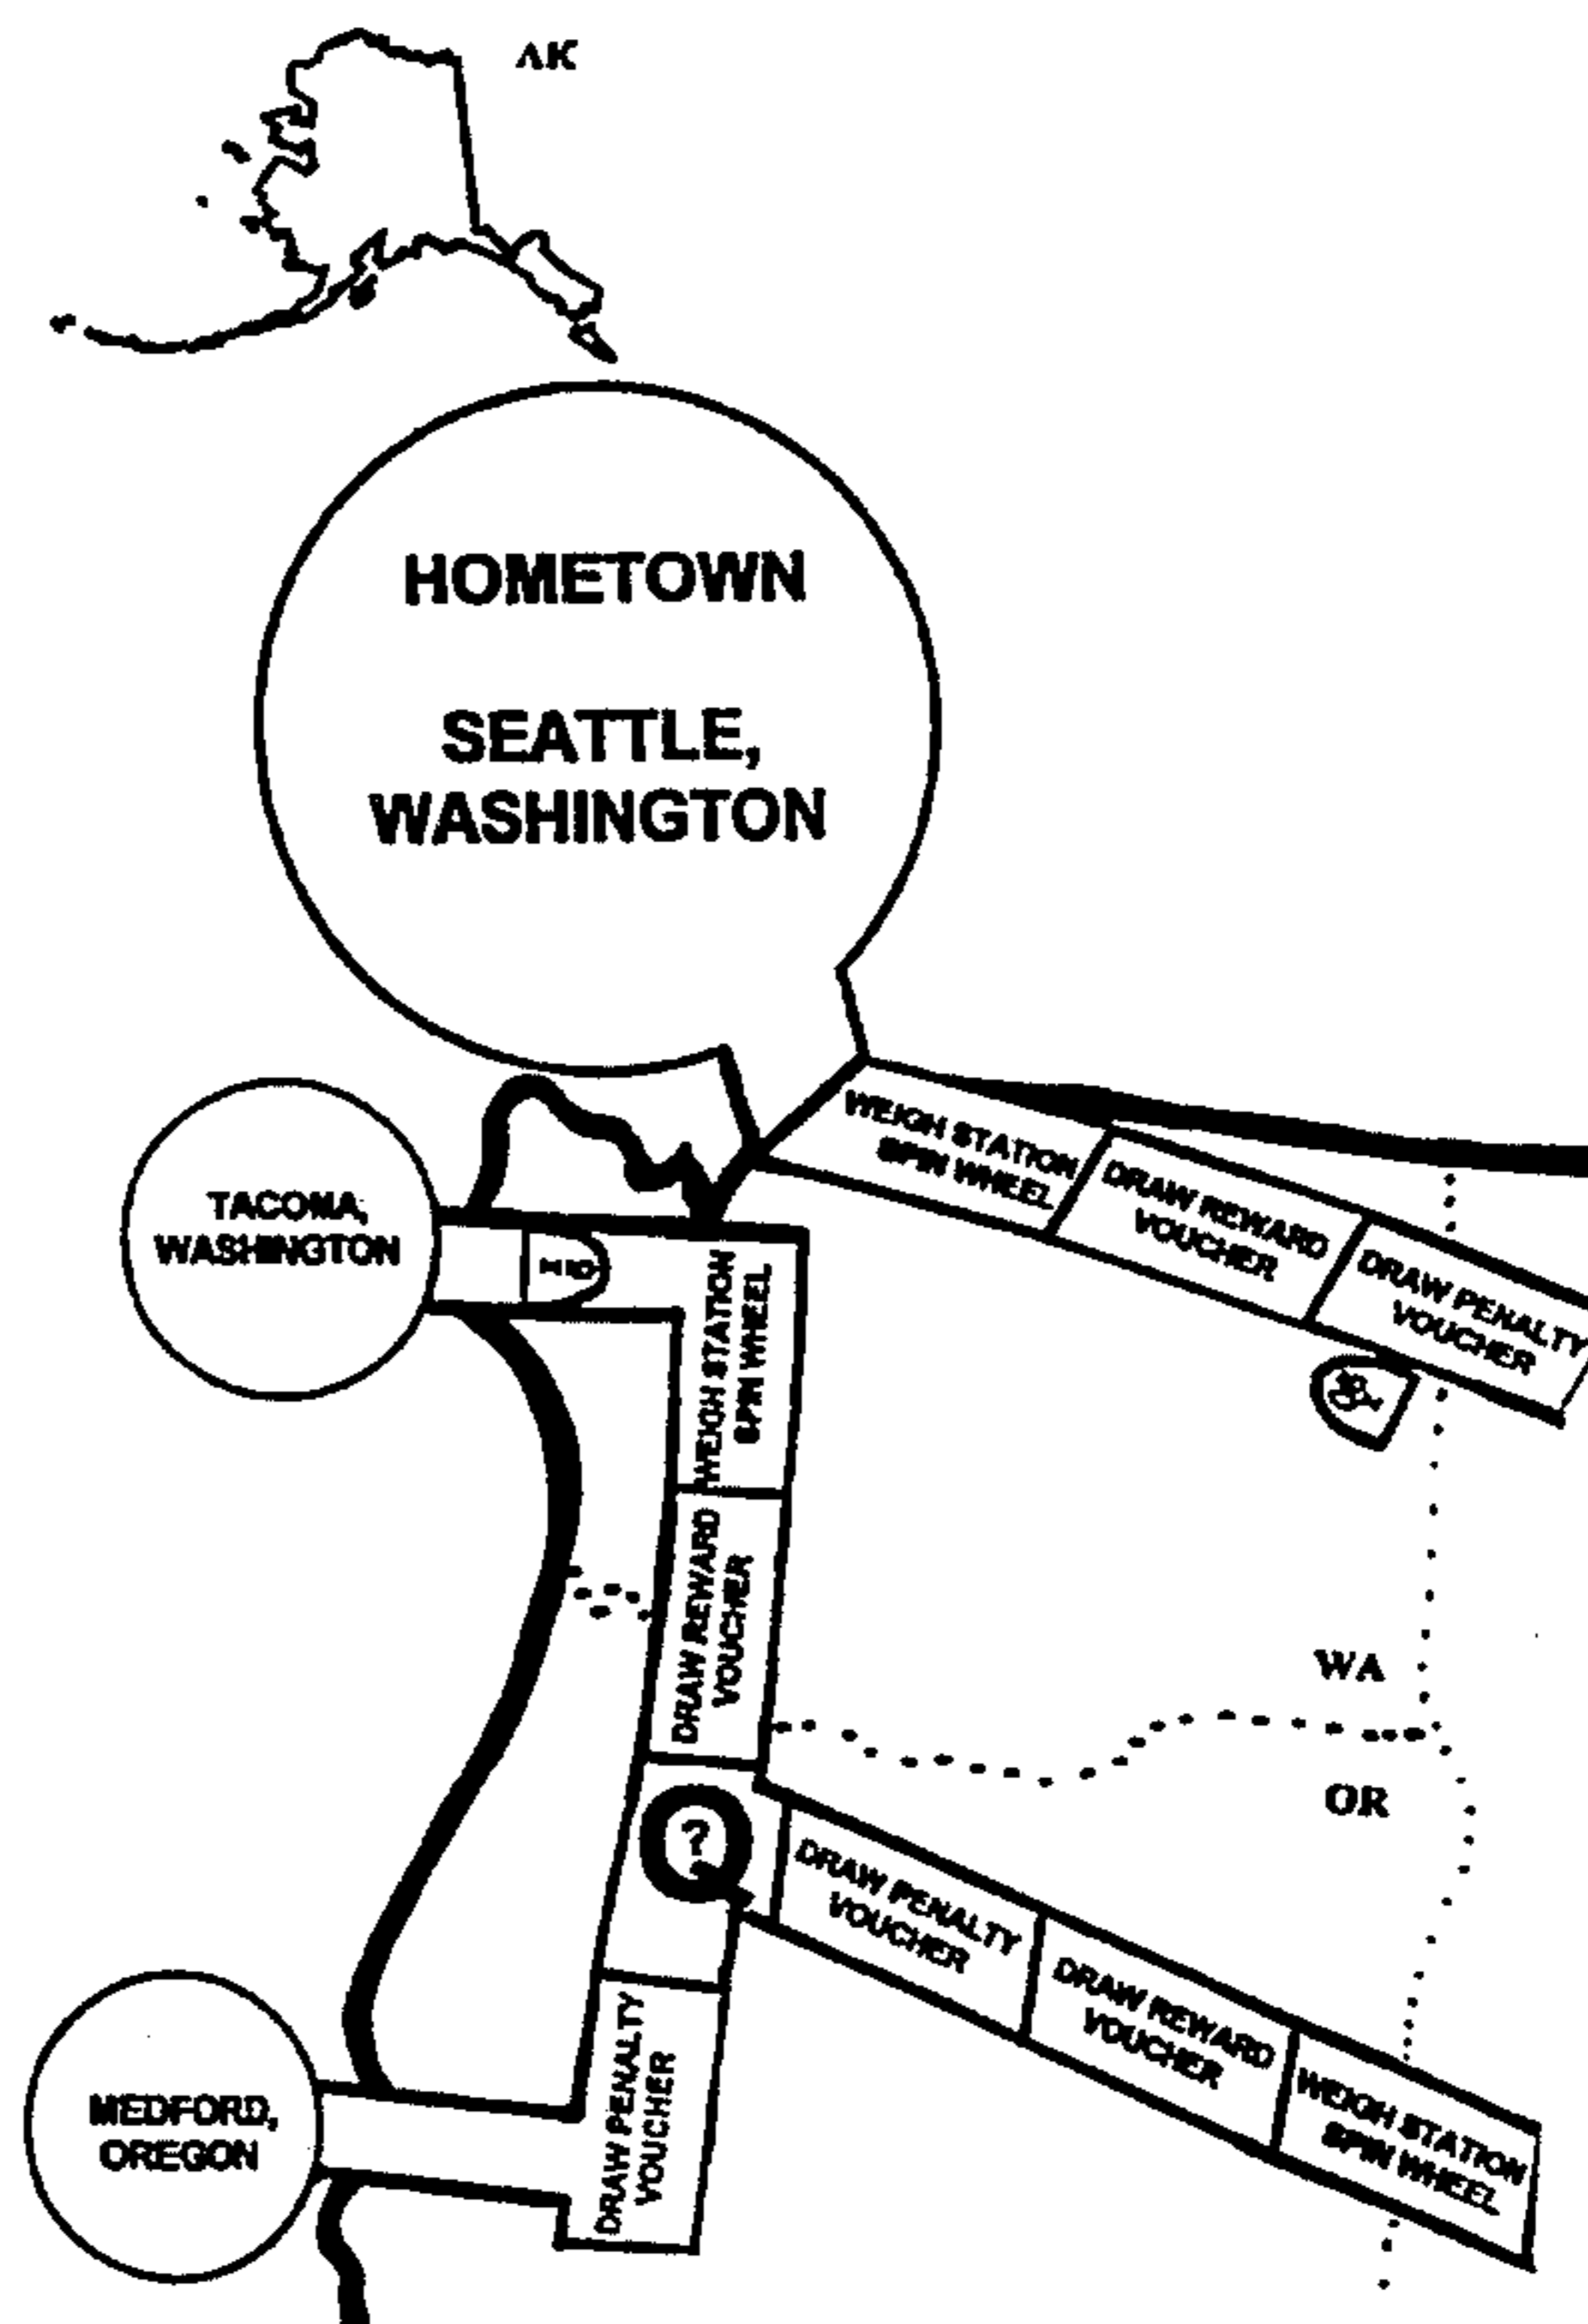 AK
HOMETOWN
SEATTLE,
WASHINGTON
TACOMA,
WASHINGTON
WEIGH STATION
SPIN WHEEL
DRAW REWARD
VOUCHER
DRAW PENALTY
VOUCHER
WEIGH STATION
SPIN WHEEL
DRAW REWARD
VOUCHER
WA
OR
Q
?
DRAW PENALTY
VOUCHER
DRAW REWARD
VOUCHER
WEIGH STATION
SPIN WHEEL
DRAW PENALTY
VOUCHER
MEDFORD,
OREGON